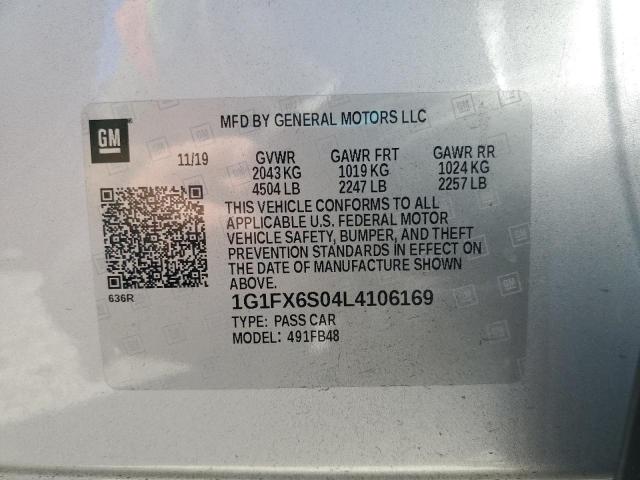 MFD BY GENERAL MOTORS LLC
GM
11/19 GVWR GAWR FRT GAWR RR
2043 KG 1019 KG 1024 KG
4504 LB 2247 LB 2257 LB
THIS VEHICLE CONFORMS TO ALL
APPLICABLE U.S. FEDERAL MOTOR
VEHICLE SAFETY, BUMPER, AND THEFT
PREVENTION STANDARDS IN EFFECT ON
THE DATE OF MANUFACTURE SHOWN
ABOVE.
636R
1G1FX6S04L4106169
TYPE: PASS CAR
MODEL: 491FB48